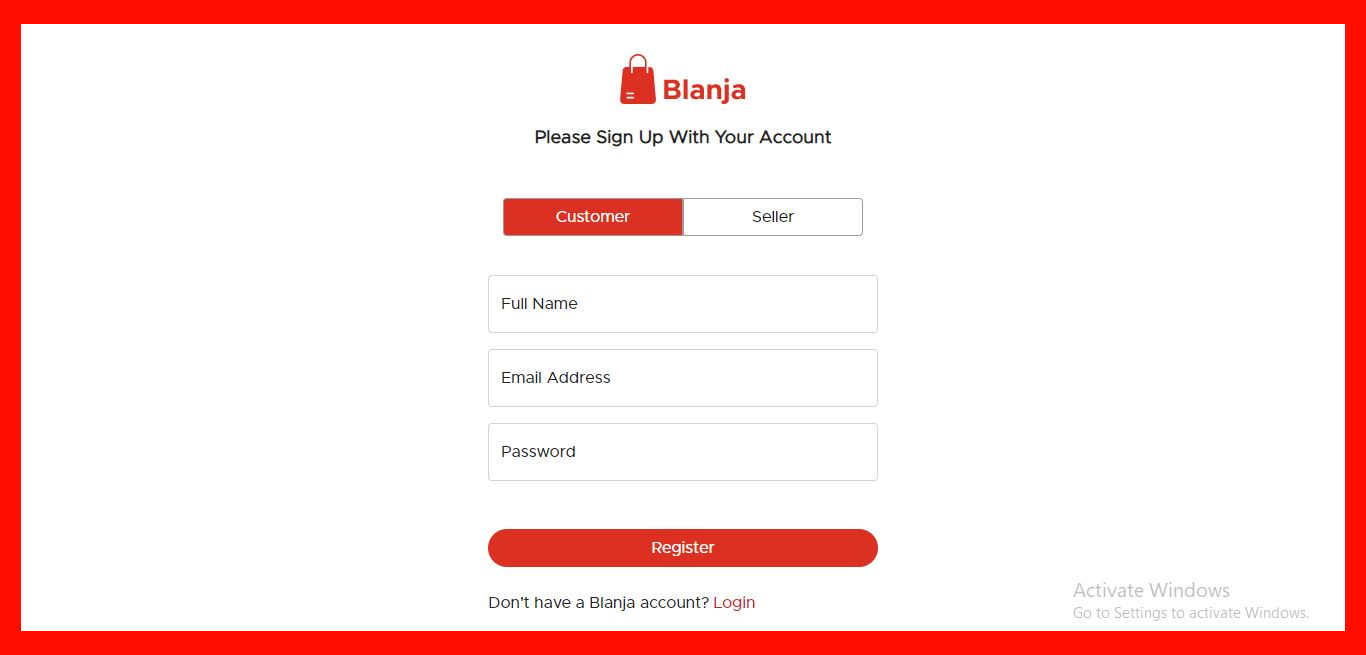 Blanja
Please Sign Up With Your Account
Customer
Seller
Full Name
Email Address
Password
Register
Don't have a Blanja account? Login
Activate Windows
Go to Settings to activate Windows.